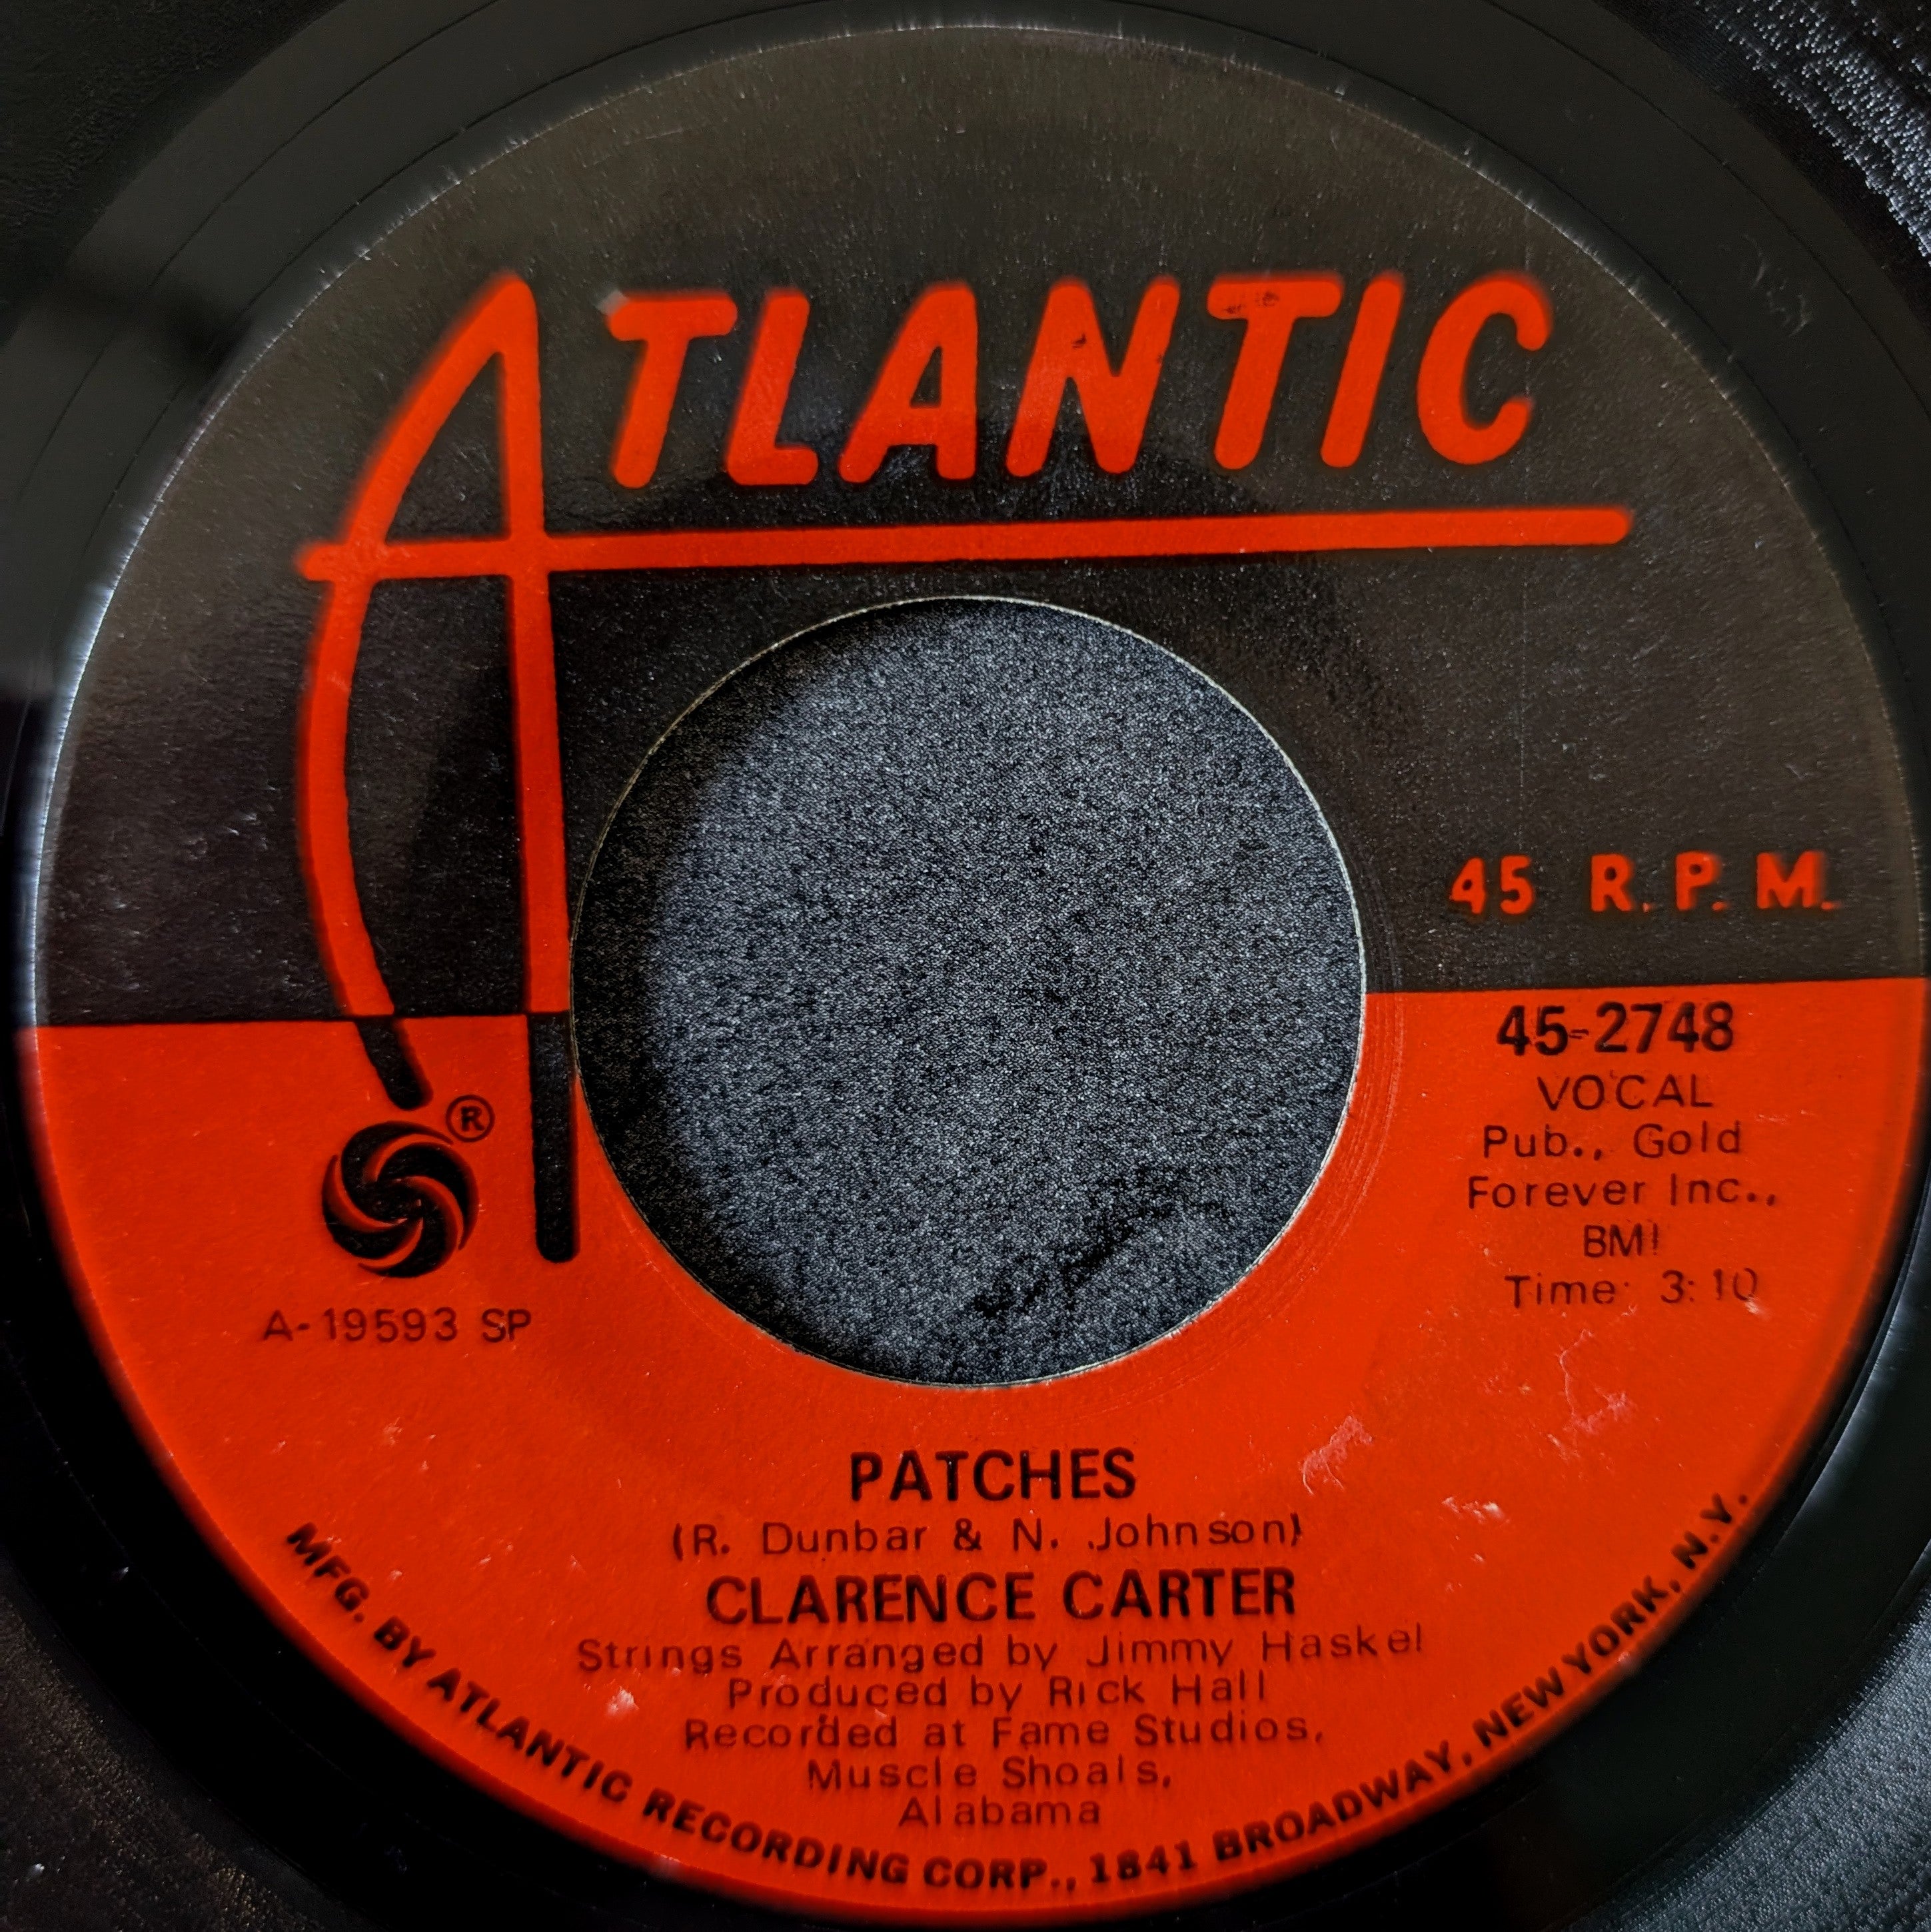 ATLANTIC
45 R.P.M.
45-2748
VOCAL
Pub., Gold
Forever Inc.,
BMI
Time: 3:10
®
A-19593 SP
PATCHES
(R. Dunbar & N. Johnson)
CLARENCE CARTER
Strings Arranged by Jimmy Haskel
Produced by Rick Hall
Recorded at Fame Studios,
Muscle Shoals,
Alabama
MFG. BY ATLANTIC RECORDING CORP., 1841 BROADWAY, NEW YORK, N.Y.